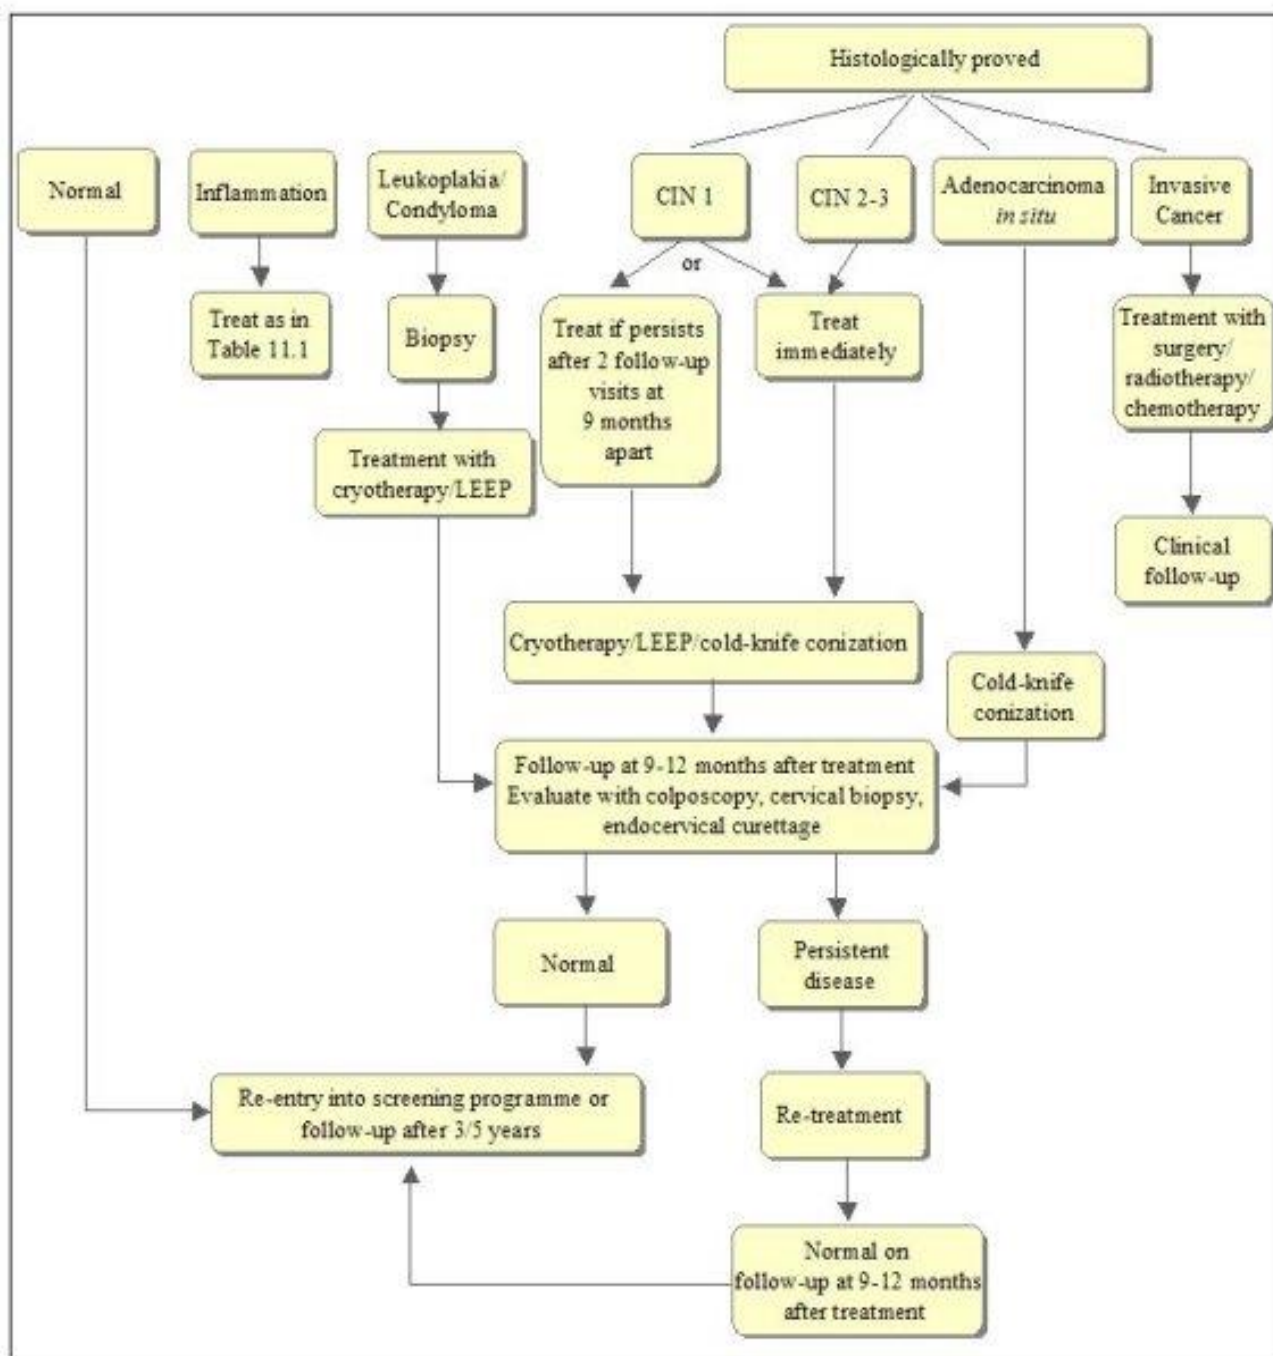 Histologically proved
Normal
Inflammation
Leukoplakia/
Condyloma
CIN 1
CIN 2-3
Adenocarcinoma
in situ
Invasive
Cancer
or
Treat as in
Table 11.1
Biopsy
Treat if persists
after 2 follow-up
visits at
9 months
apart
Treat
immediately
Treatment with
surgery/
radiotherapy/
chemotherapy
Treatment with
cryotherapy/LEEP
Clinical
follow-up
Cryotherapy/LEEP/cold-knife conization
Cold-knife
conization
Follow-up at 9-12 months after treatment
Evaluate with colposcopy, cervical biopsy,
endocervical curettage
Normal
Persistent
disease
Re-entry into screening programme or
follow-up after 3/5 years
Re-treatment
Normal on
follow-up at 9-12 months
after treatment